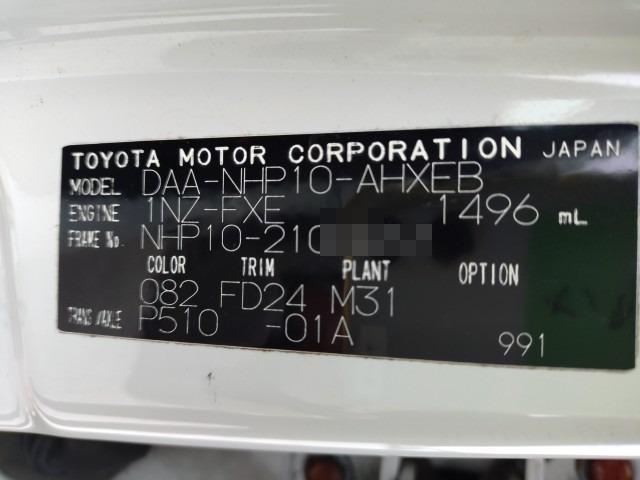 TOYOTA MOTOR CORPORATION JAPAN
MODEL DAA-NHP10-AHXEB
ENGINE 1NZ-FXE 1496 mL
FRAME No. NHP10-210
COLOR TRIM PLANT OPTION
082 FD24 M31
TRANS/AXLE P510 -01A
991